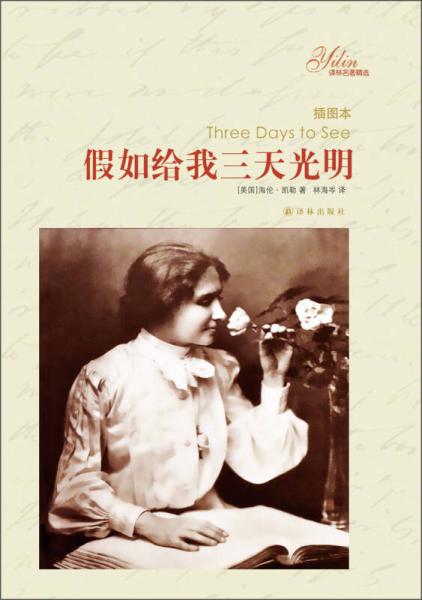 Yilin
译林名著精选
插图本
Three Days to See
假如给我三天光明
[美国]海伦·凯勒 著 林海岑 译
译林出版社